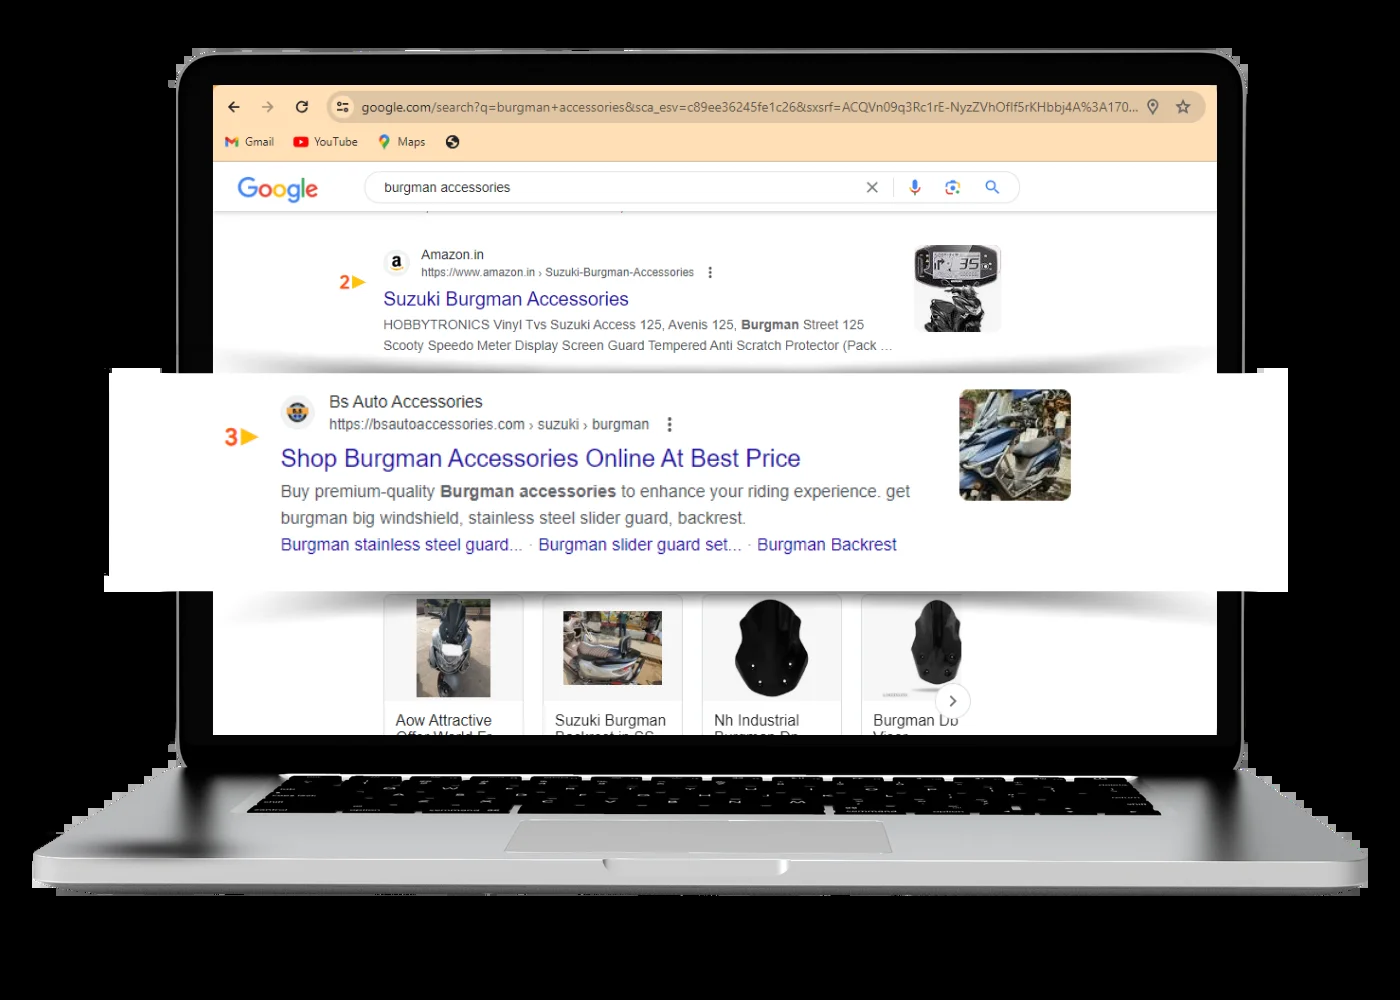 google.com/search?q=burgman+accessories&sca_esv=c89ee36245fe1c26&sxsrf=ACQVn09q3Rc1rE-NyzZVhOflf5rKHbbj4A%3A170...
Gmail YouTube Maps
Google burgman accessories
Amazon.in
https://www.amazon.in › Suzuki-Burgman-Accessories
2
Suzuki Burgman Accessories
HOBBYTRONICS Vinyl Tvs Suzuki Access 125, Avenis 125, Burgman Street 125
Scooty Speedo Meter Display Screen Guard Tempered Anti Scratch Protector (Pack ...
35
Bs Auto Accessories
https://bsautoaccessories.com › suzuki › burgman
3
Shop Burgman Accessories Online At Best Price
Buy premium-quality Burgman accessories to enhance your riding experience. get
burgman big windshield, stainless steel slider guard, backrest.
Burgman stainless steel guard... · Burgman slider guard set... · Burgman Backrest
Aow Attractive Suzuki Burgman Nh Industrial Burgman Db